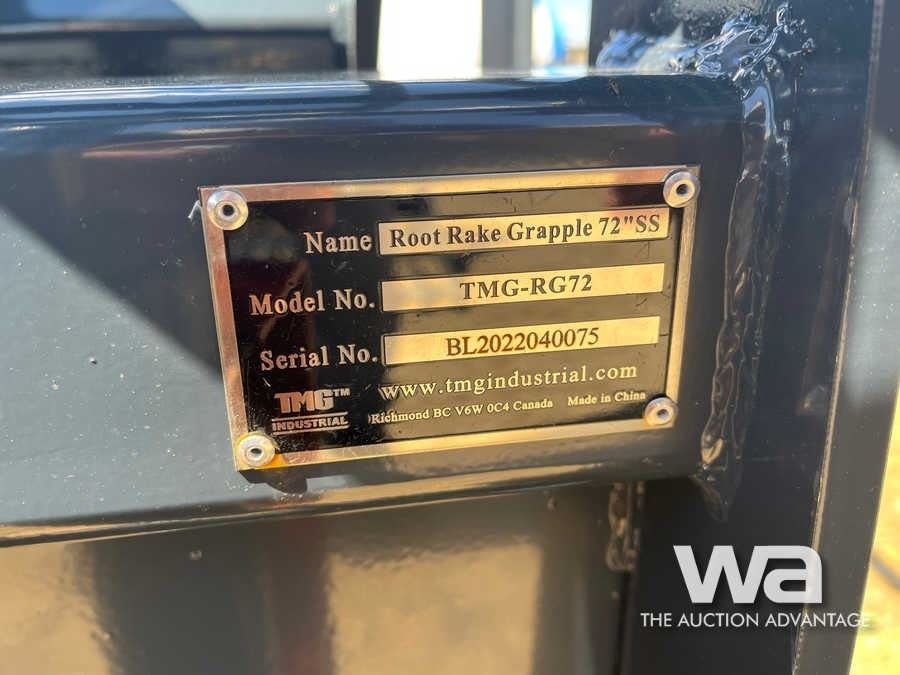 Name Root Rake Grapple 72"SS
Model No. TMG-RG72
Serial No. BL2022040075
TMG™ www.tmgindustrial.com
INDUSTRIAL Richmond BC V6W 0C4 Canada Made in China
wa
THE AUCTION ADVANTAGE